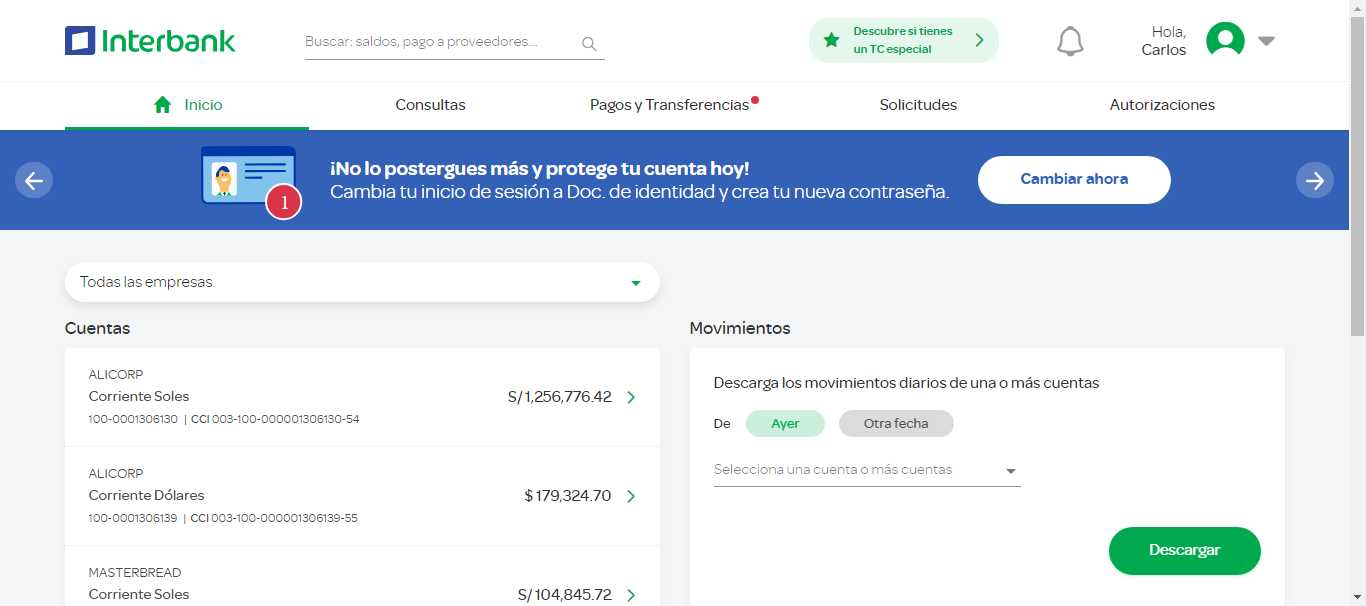 Interbank
Buscar: saldos, pago a proveedores...
Descubre si tienes
un TC especial
Hola,
Carlos
Inicio
Consultas
Pagos y Transferencias
Solicitudes
Autorizaciones
1
¡No lo postergues más y protege tu cuenta hoy!
Cambia tu inicio de sesión a Doc. de identidad y crea tu nueva contraseña.
Cambiar ahora
Todas las empresas
Cuentas
ALICORP
Corriente Soles
S/ 1,256,776.42
100-0001306130 | CCI 003-100-000001306130-54
ALICORP
Corriente Dólares
$ 179,324.70
100-0001306139 | CCI 003-100-000001306139-55
MASTERBREAD
Corriente Soles
S/ 104,845.72
Movimientos
Descarga los movimientos diarios de una o más cuentas
De
Ayer
Otra fecha
Selecciona una cuenta o más cuentas
Descargar